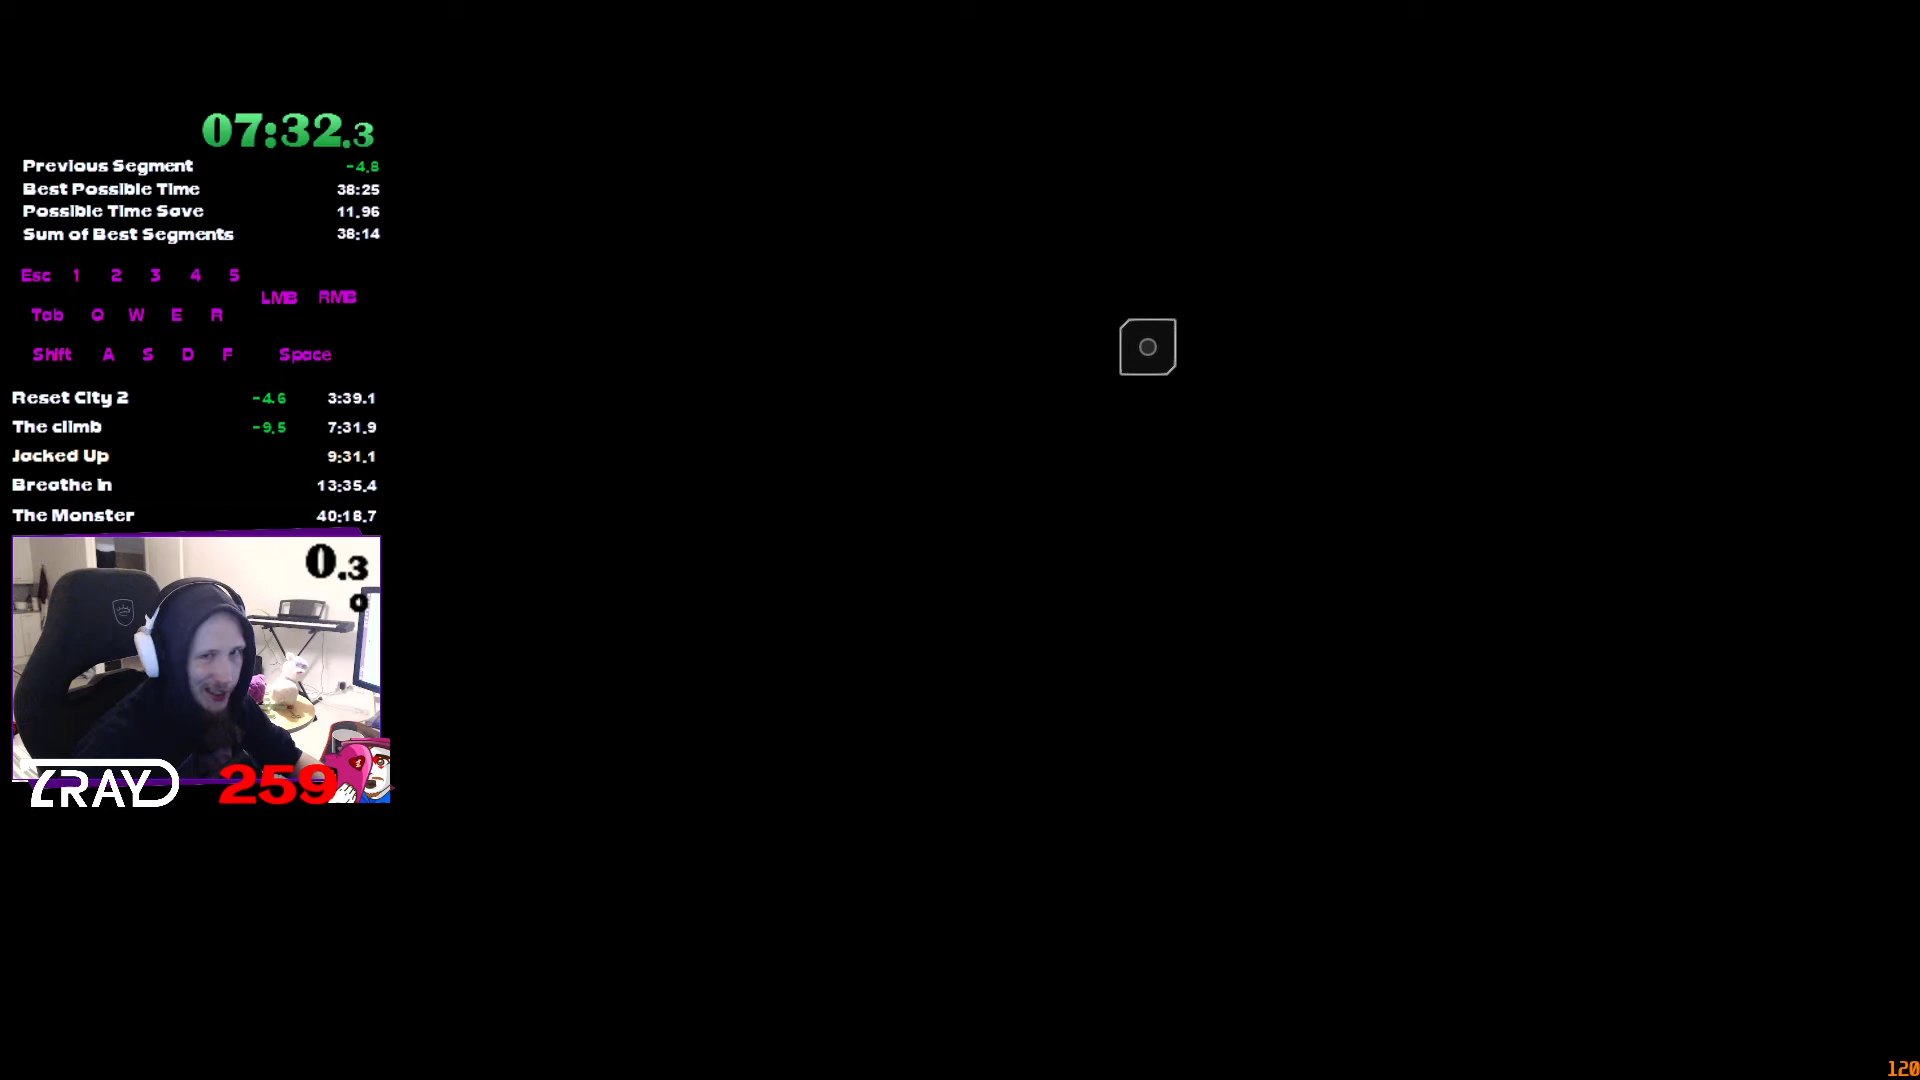 07:32.3
Previous Segment -4.8
Best Possible Time 38:25
Possible Time Save 11.96
Sum of Best Segments 38:14
Esc 1 2 3 4 5
LMB RMB
Tab Q W E R
Shift A S D F Space
Reset City 2 -4.6 3:39.1
The climb -9.5 7:31.9
Jacked Up 9:31.1
Breathe In 13:35.4
The Monster 40:18.7
0.3
0
ZRAY 259
120